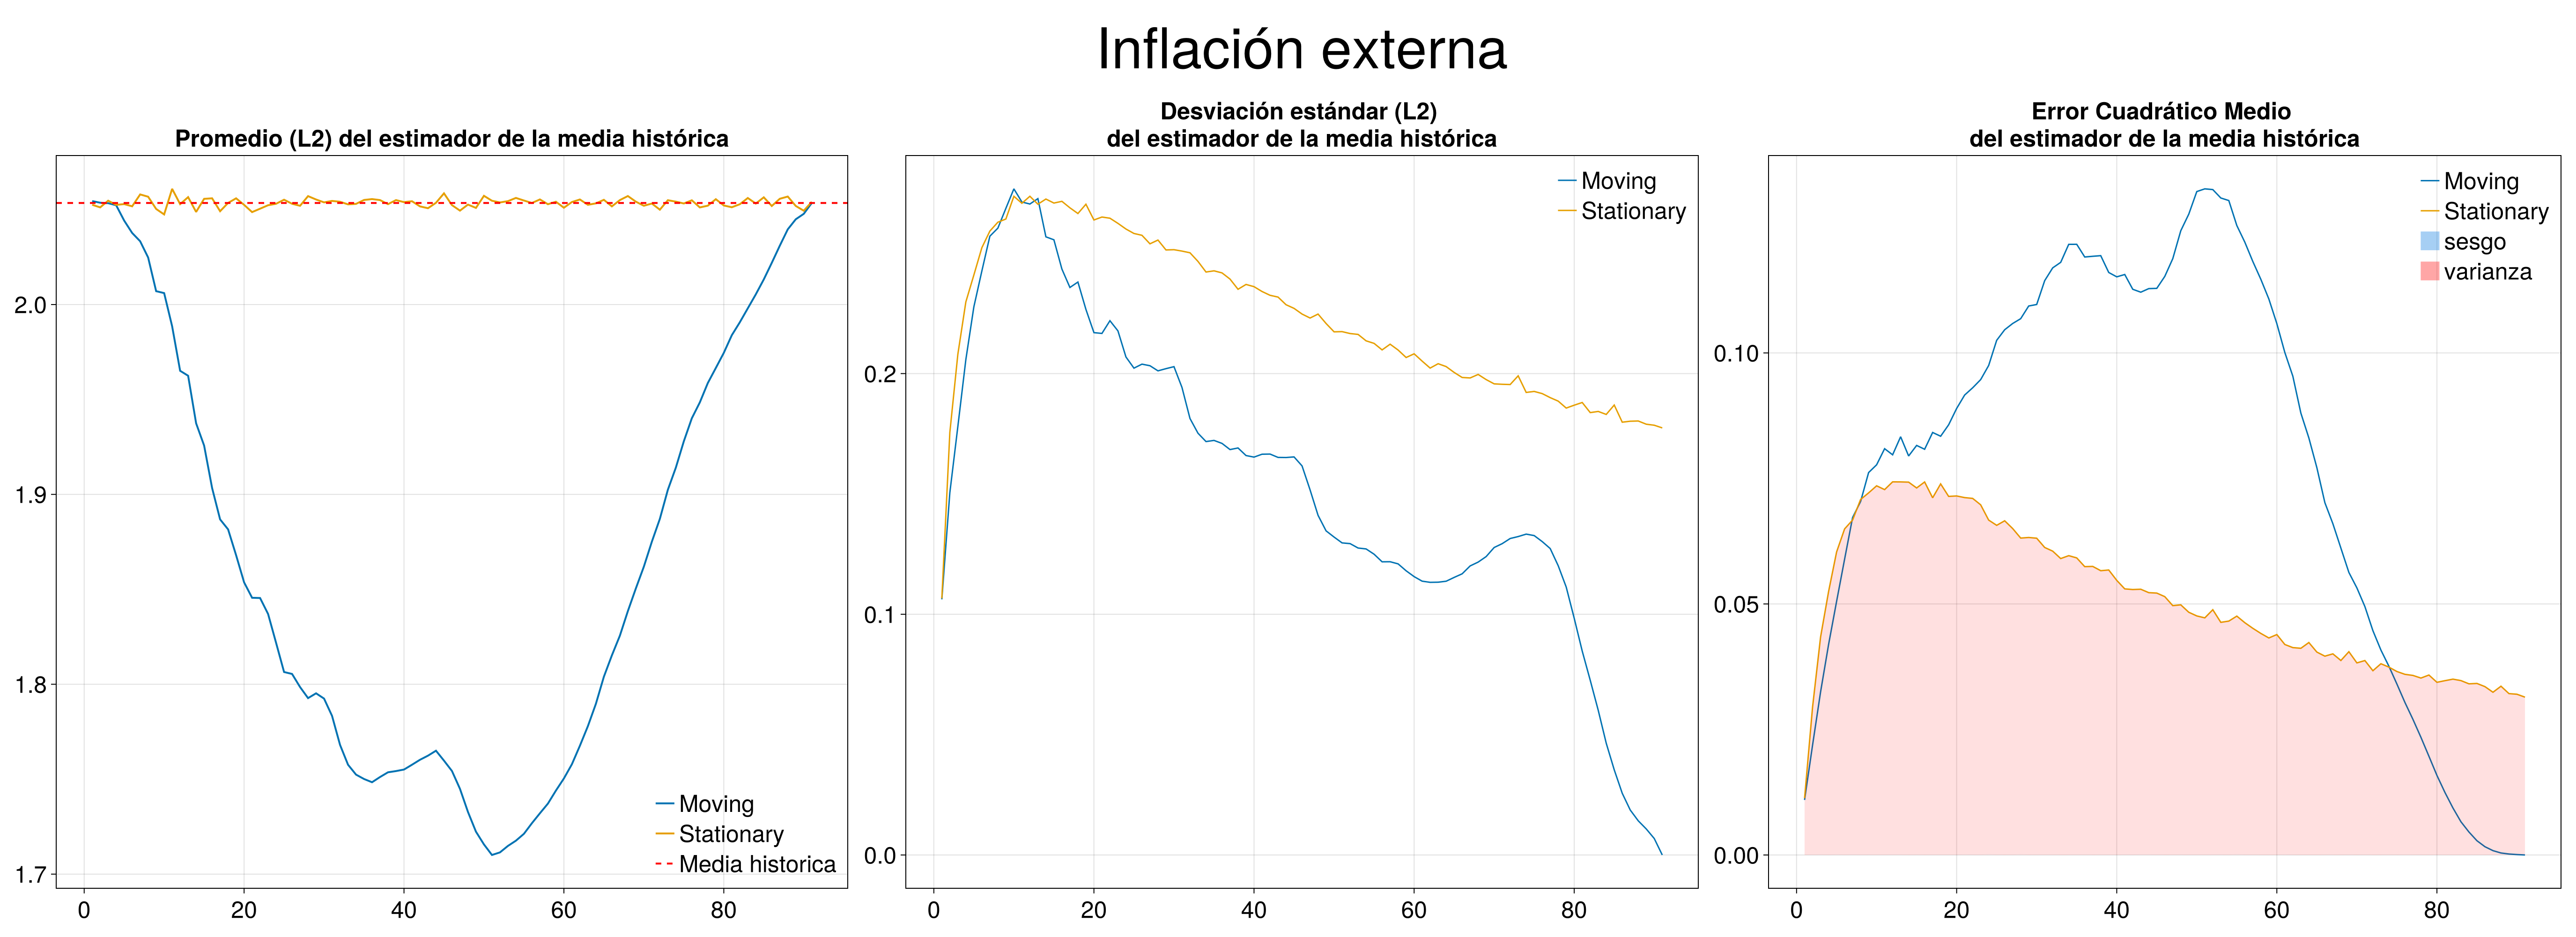 Inflación externa
Promedio (L2) del estimador de la media histórica
2.0
1.9
1.8
1.7
0
20
40
60
80
Moving
Stationary
Media historica
Desviación estándar (L2)
del estimador de la media histórica
0.2
0.1
0.0
0
20
40
60
80
Moving
Stationary
Error Cuadrático Medio
del estimador de la media histórica
0.10
0.05
0.00
0
20
40
60
80
Moving
Stationary
sesgo
varianza